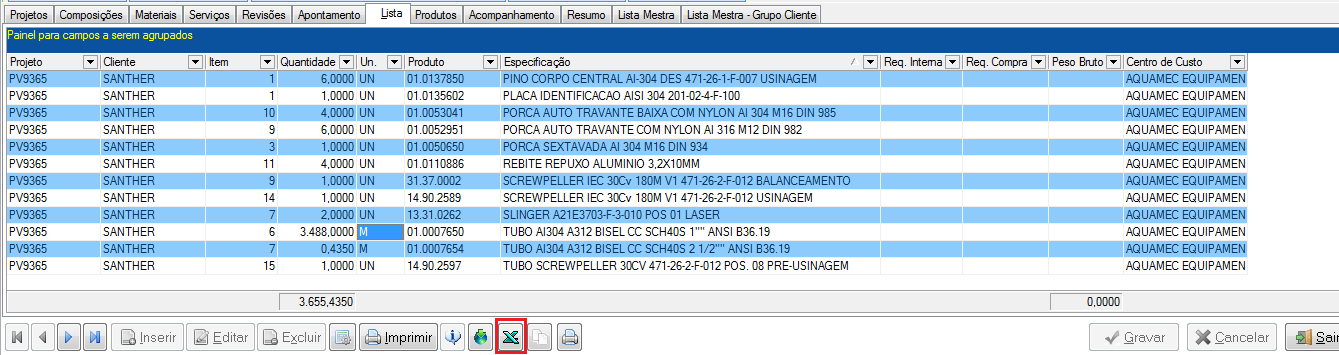 Projetos Composições Materiais Serviços Revisões Apontamento Lista Produtos Acompanhamento Resumo Lista Mestra Lista Mestra - Grupo Cliente
Painel para campos a serem agrupados
Projeto Cliente Item Quantidade Un. Produto Especificação Req. Interna Req. Compra Peso Bruto Centro de Custo
PV9365 SANTHER 1 6,0000 UN 01.0137850 PINO CORPO CENTRAL AI-304 DES 471-26-1-F-007 USINAGEM AQUAMEC EQUIPAMEN
PV9365 SANTHER 1 1,0000 UN 01.0135602 PLACA IDENTIFICACAO AISI 304 201-02-4-F-100 AQUAMEC EQUIPAMEN
PV9365 SANTHER 10 4,0000 UN 01.0053041 PORCA AUTO TRAVANTE BAIXA COM NYLON AI 304 M16 DIN 985 AQUAMEC EQUIPAMEN
PV9365 SANTHER 9 6,0000 UN 01.0052951 PORCA AUTO TRAVANTE COM NYLON AI 316 M12 DIN 982 AQUAMEC EQUIPAMEN
PV9365 SANTHER 3 1,0000 UN 01.0050650 PORCA SEXTAVADA AI 304 M16 DIN 934 AQUAMEC EQUIPAMEN
PV9365 SANTHER 11 4,0000 UN 01.0110886 REBITE REPUXO ALUMINIO 3,2X10MM AQUAMEC EQUIPAMEN
PV9365 SANTHER 9 1,0000 UN 31.37.0002 SCREWPELLER IEC 30Cv 180M V1 471-26-2-F-012 BALANCEAMENTO AQUAMEC EQUIPAMEN
PV9365 SANTHER 14 1,0000 UN 14.90.2589 SCREWPELLER IEC 30Cv 180M V1 471-26-2-F-012 USINAGEM AQUAMEC EQUIPAMEN
PV9365 SANTHER 7 2,0000 UN 13.31.0262 SLINGER A21E3703-F-3-010 POS 01 LASER AQUAMEC EQUIPAMEN
PV9365 SANTHER 6 3.488,0000 M 01.0007650 TUBO AI304 A312 BISEL CC SCH40S 1"" ANSI B36.19 AQUAMEC EQUIPAMEN
PV9365 SANTHER 7 0,4350 M 01.0007654 TUBO AI304 A312 BISEL CC SCH40S 2 1/2"" ANSI B36.19 AQUAMEC EQUIPAMEN
PV9365 SANTHER 15 1,0000 UN 14.90.2597 TUBO SCREWPELLER 30CV 471-26-2-F-012 POS. 08 PRE-USINAGEM AQUAMEC EQUIPAMEN
3.655,4350 0,0000
Inserir Editar Excluir Imprimir Gravar Cancelar Sai